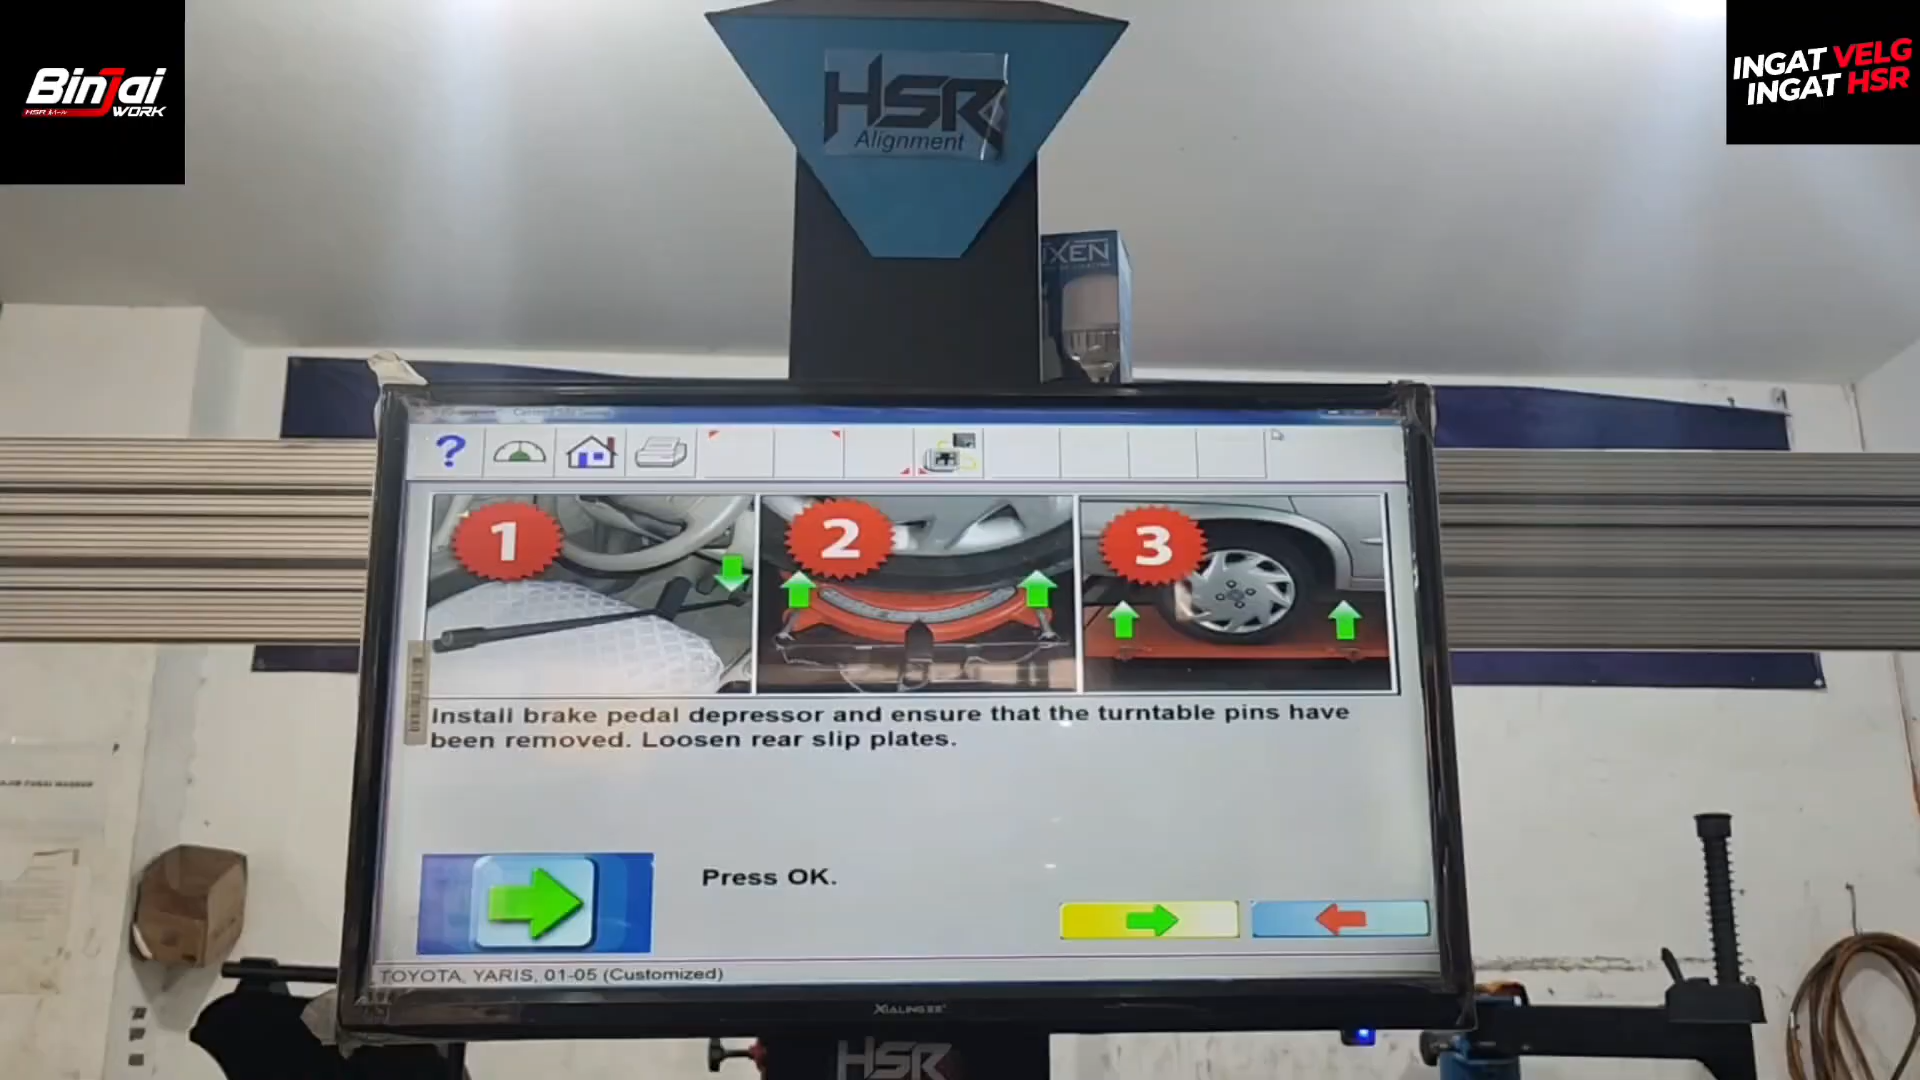 Binjai
WORK
INGAT VELG
INGAT HSR
HSR
Alignment
1
2
3
Install brake pedal depressor and ensure that the turntable pins have
been removed. Loosen rear slip plates.
Press OK.
TOYOTA, YARIS, 01-05 (Customized)
HSR